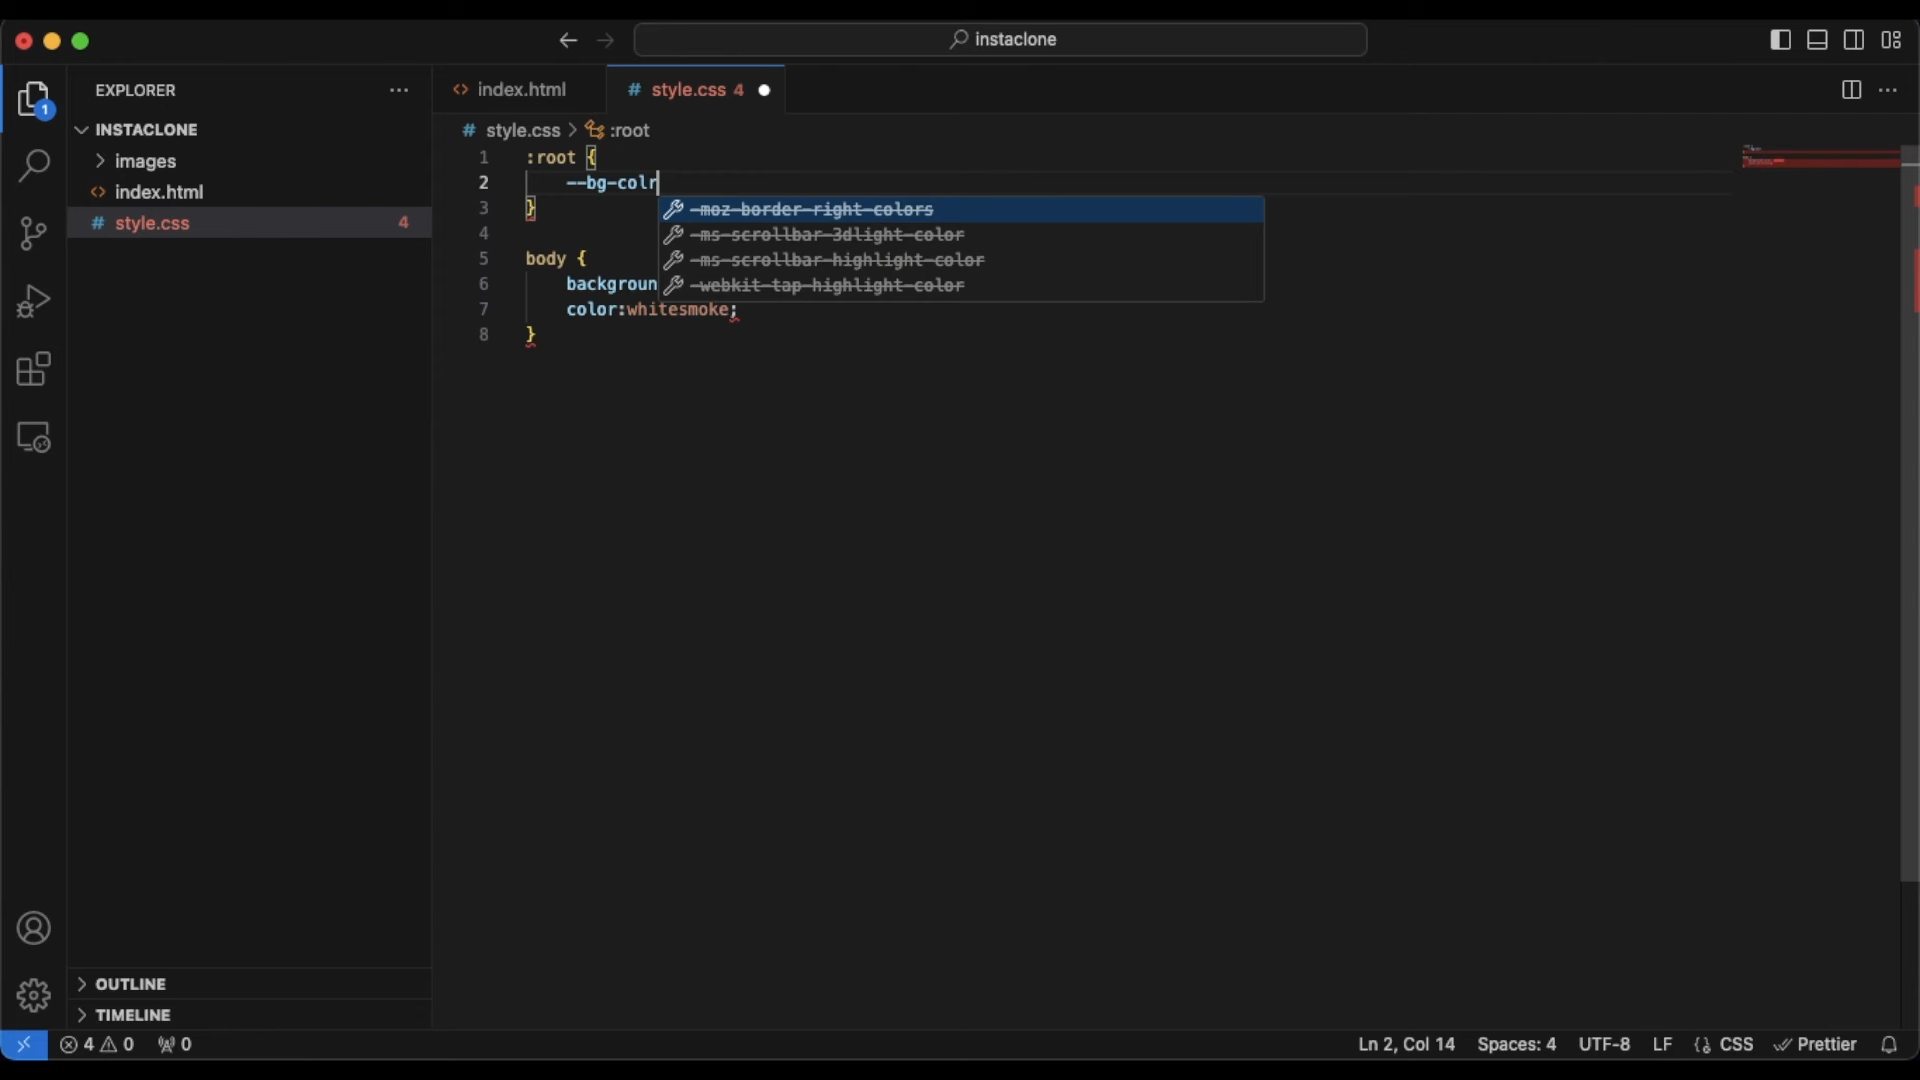 instaclone
EXPLORER
INSTACLONE
images
index.html
style.css 4
1
index.html
style.css 4
style.css > :root
1 :root {
2 --bg-colr
3 }
4
5 body {
6 backgroun
7 color:whitesmoke;
8 }
-moz-border-right-colors
-ms-scrollbar-3dlight-color
-ms-scrollbar-highlight-color
-webkit-tap-highlight-color
OUTLINE
TIMELINE
4 0 0
Ln 2, Col 14 Spaces: 4 UTF-8 LF {} CSS Prettier